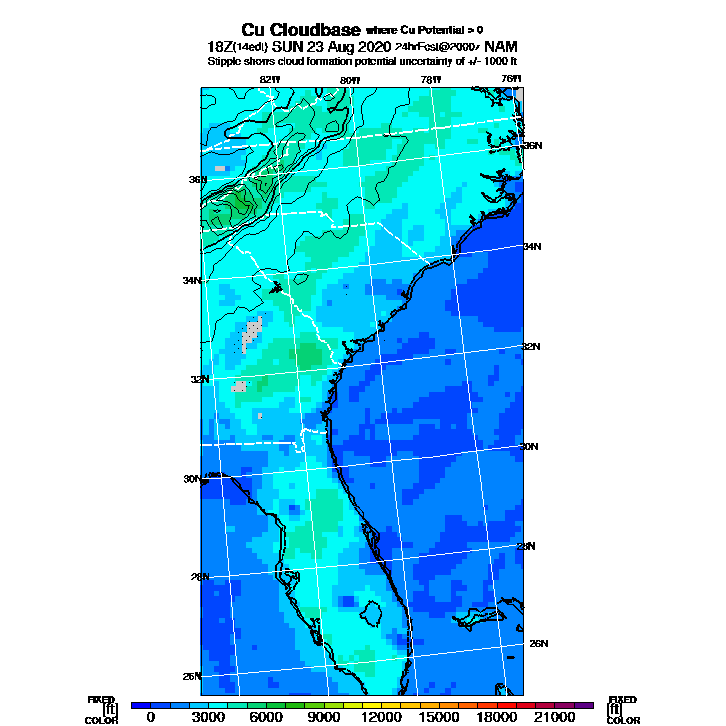 Cu Cloudbase where Cu Potential > 0
18Z(14edt) SUN 23 Aug 2020 24hrFcst@2000z NAM
Stipple shows cloud formation potential uncertainty of +/- 1000 ft
82W 80W 78W 76W
36N
36N
34N
34N
32N
32N
30N
30N
28N
28N
26N
26N
FIXED FIXED
[ft] [ft]
COLOR COLOR
0 3000 6000 9000 12000 15000 18000 21000